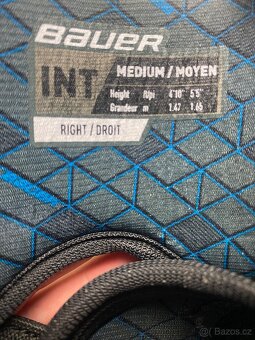 BAUER
INT
MEDIUM / MOYEN
Height ft/pi 4'10" 5'5"
Grandeur m 1.47 1.65
RIGHT / DROIT
Bazoš.cz